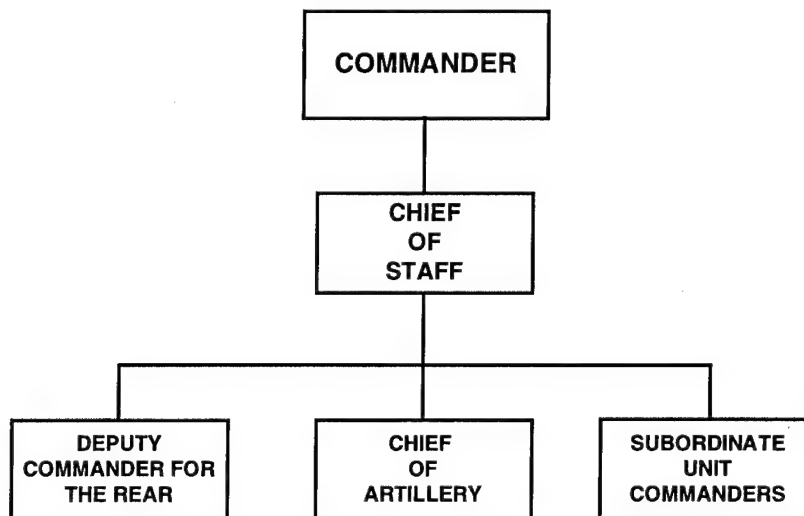 COMMANDER
CHIEF
OF
STAFF
DEPUTY
COMMANDER FOR
THE REAR
CHIEF
OF
ARTILLERY
SUBORDINATE
UNIT
COMMANDERS